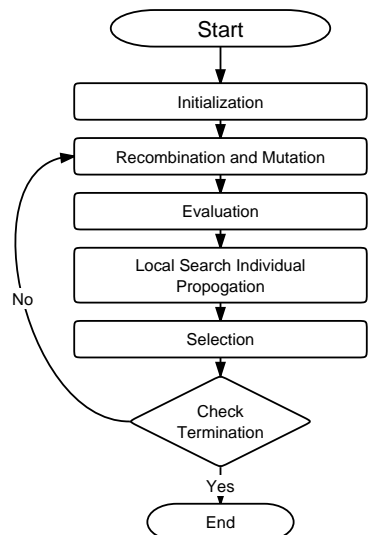 Start
Initialization
Recombination and Mutation
Evaluation
Local Search Individual
Propogation
Selection
No
Check
Termination
Yes
End